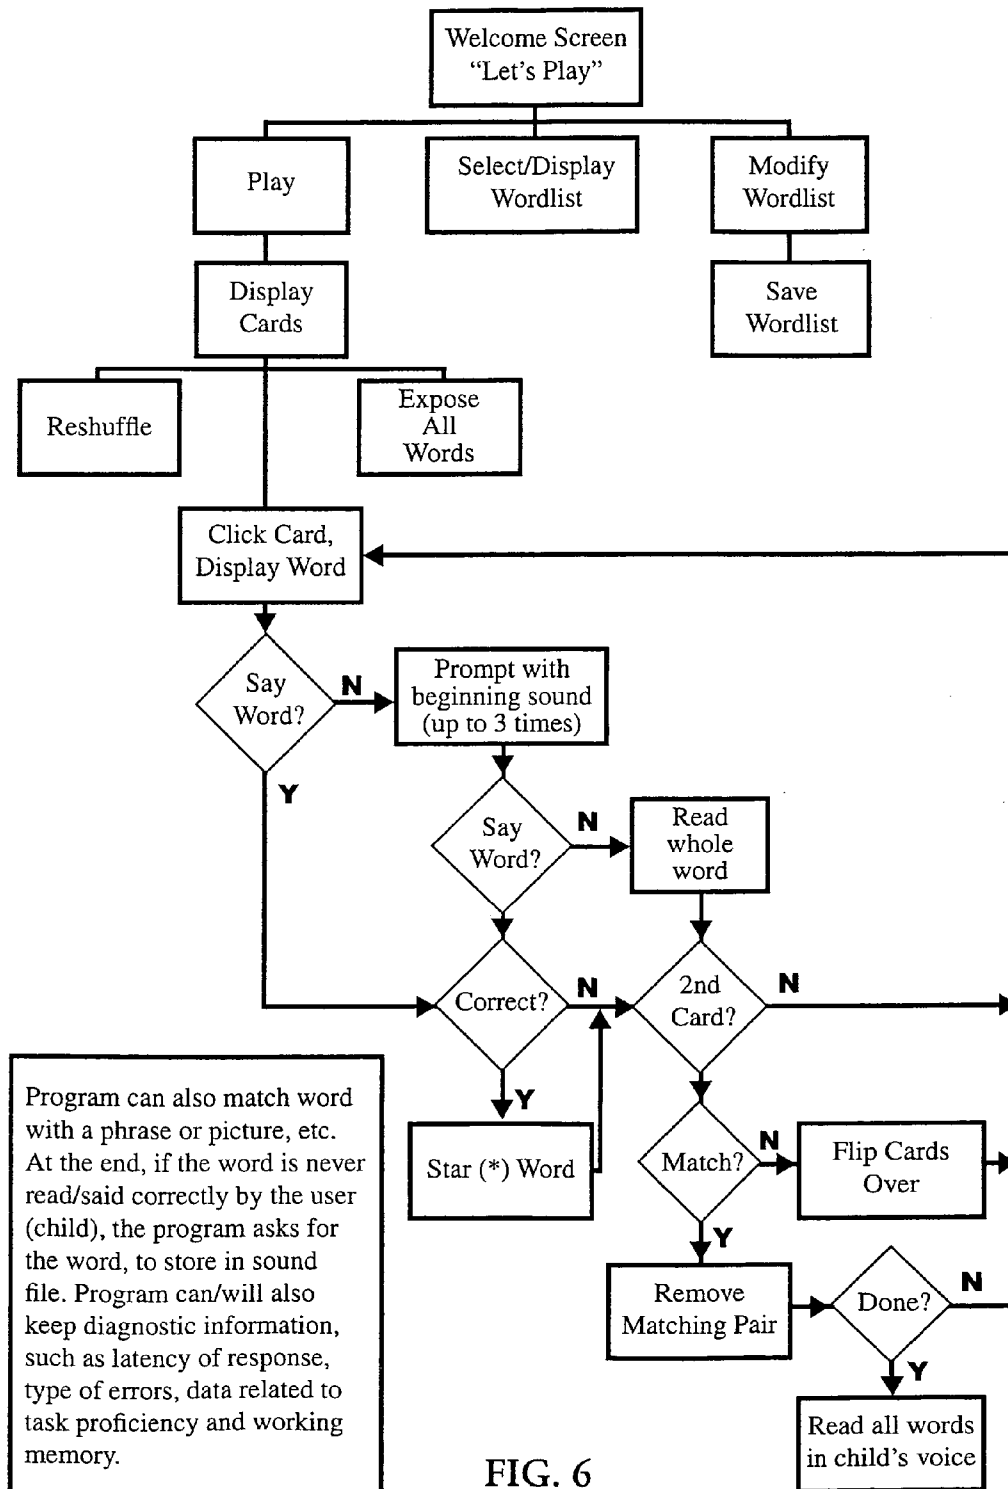 Welcome Screen
“Let’s Play”
Play
Select/Display
Wordlist
Modify
Wordlist
Display
Cards
Save
Wordlist
Reshuffle
Expose
All
Words
Click Card,
Display Word
Say
Word?
N
Prompt with
beginning sound
(up to 3 times)
Y
Say
Word?
N
Read
whole
word
Correct?
N
2nd
Card?
N
Y
Star (*) Word
Match?
N
Flip Cards
Over
Y
Remove
Matching Pair
Done?
N
Y
Read all words
in child’s voice
Program can also match word
with a phrase or picture, etc.
At the end, if the word is never
read/said correctly by the user
(child), the program asks for
the word, to store in sound
file. Program can/will also
keep diagnostic information,
such as latency of response,
type of errors, data related to
task proficiency and working
memory.
FIG. 6